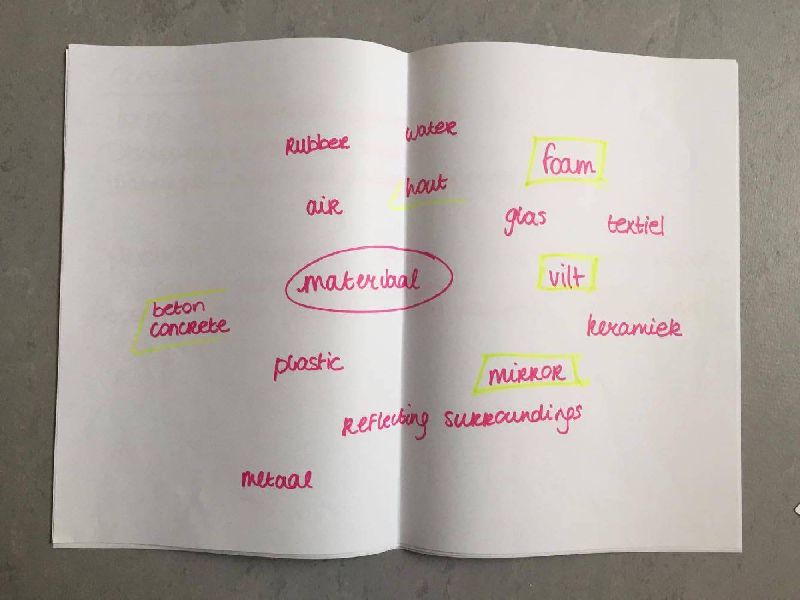 rubber
water
foam
air
hout
glas
textiel
materiaal
vilt
beton
concrete
keramiek
plastic
mirror
reflecting surroundings
metaal